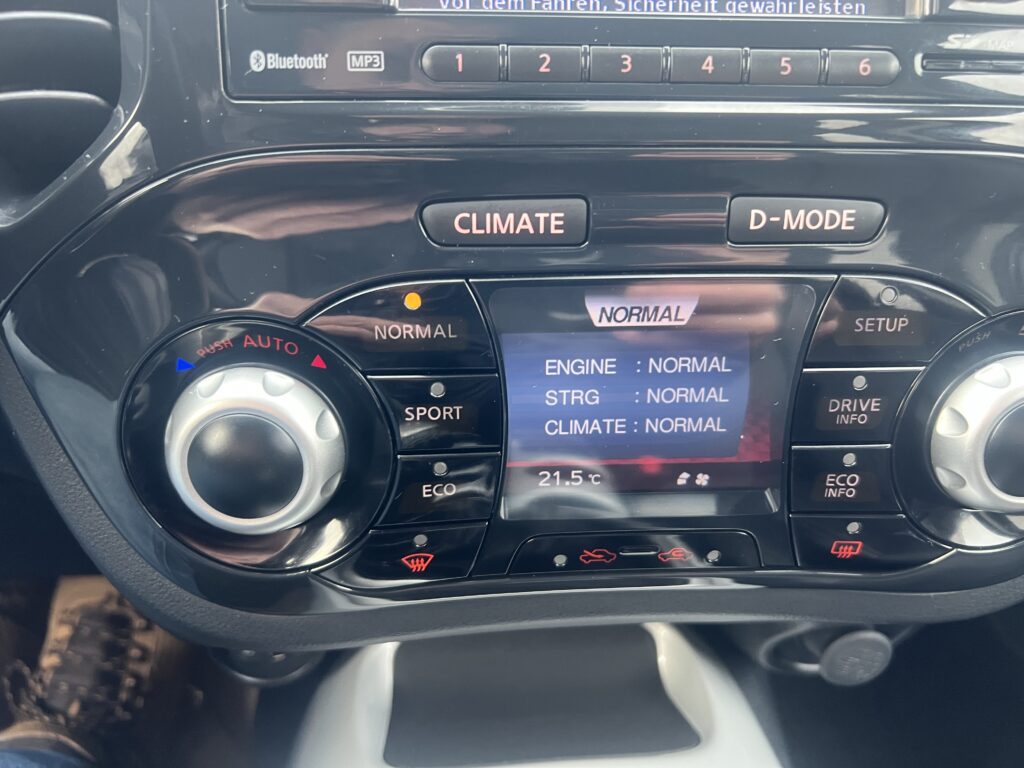 Vor dem Fahren, Sicherheit gewährleisten
Bluetooth MP3 1 2 3 4 5 6
CLIMATE D-MODE
NORMAL
PUSH AUTO
NORMAL
SPORT
ECO
ENGINE : NORMAL
STRG : NORMAL
CLIMATE : NORMAL
21.5 °C
SETUP
DRIVE
INFO
ECO
INFO
PUSH